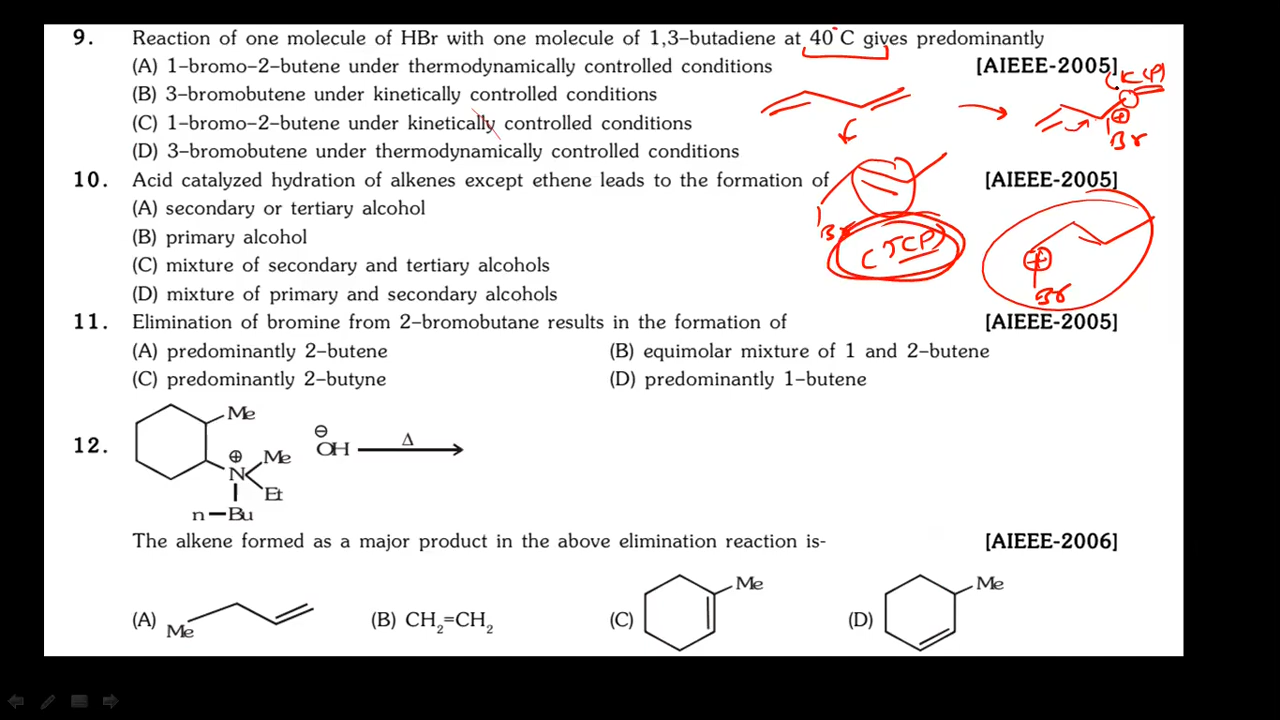 9. Reaction of one molecule of HBr with one molecule of 1,3-butadiene at 40°C gives predominantly
(A) 1-bromo-2-butene under thermodynamically controlled conditions [AIEEE-2005]
(B) 3-bromobutene under kinetically controlled conditions
(C) 1-bromo-2-butene under kinetically controlled conditions
(D) 3-bromobutene under thermodynamically controlled conditions
(KCP)
⊕
Br
10. Acid catalyzed hydration of alkenes except ethene leads to the formation of [AIEEE-2005]
(A) secondary or tertiary alcohol
(B) primary alcohol
(C) mixture of secondary and tertiary alcohols
(D) mixture of primary and secondary alcohols
Br
(TCP)
⊕
Br
11. Elimination of bromine from 2-bromobutane results in the formation of [AIEEE-2005]
(A) predominantly 2-butene (B) equimolar mixture of 1 and 2-butene
(C) predominantly 2-butyne (D) predominantly 1-butene
12.
Me
⊕
N
Me
Et
n-Bu
⊖
OH
Δ
The alkene formed as a major product in the above elimination reaction is- [AIEEE-2006]
(A) Me (B) CH₂=CH₂ (C) Me (D) Me